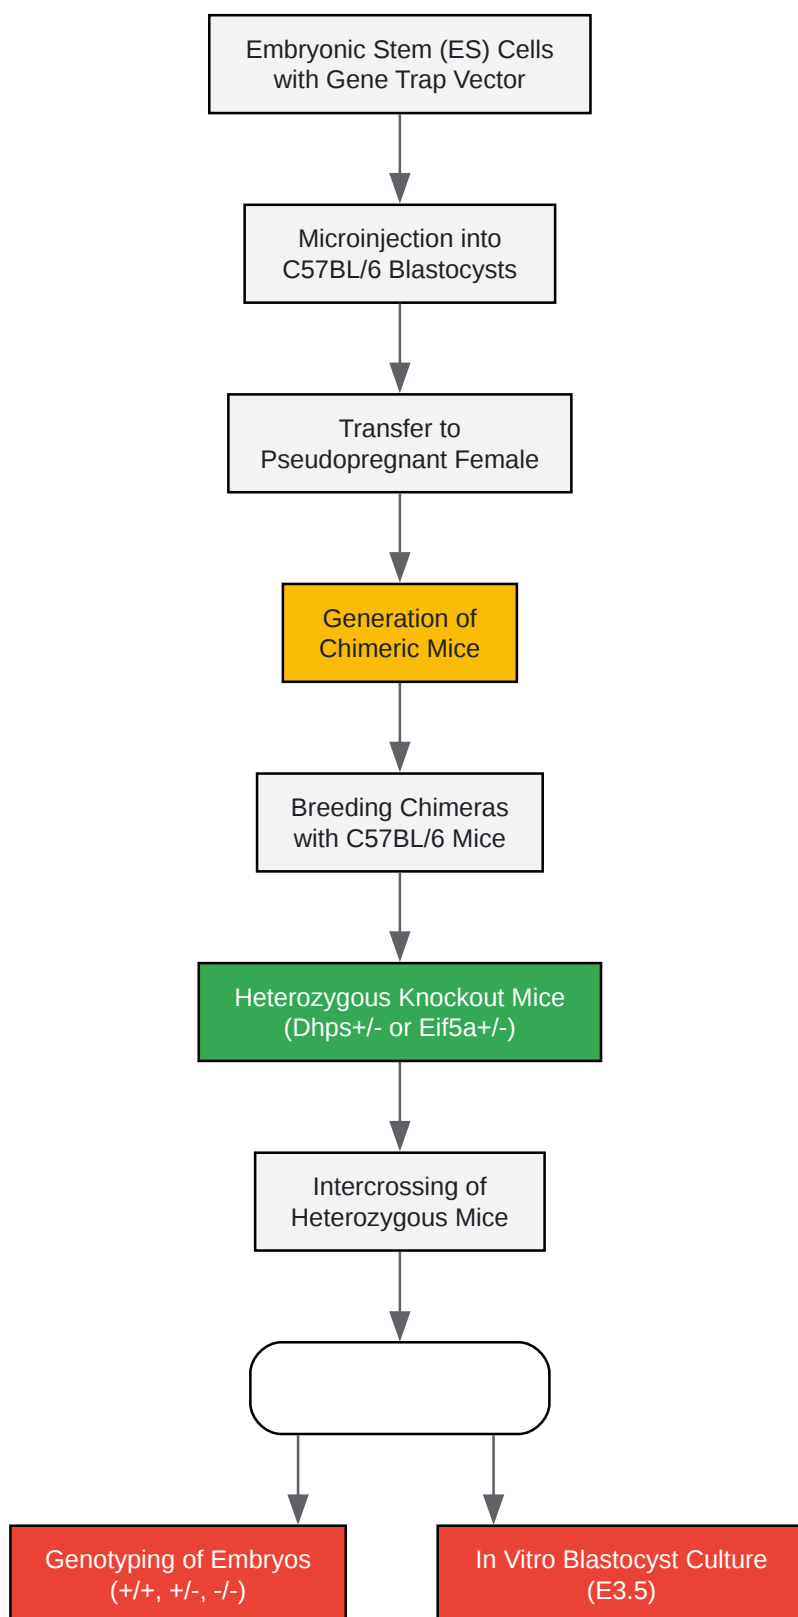 Embryonic Stem (ES) Cells
with Gene Trap Vector
Microinjection into
C57BL/6 Blastocysts
Transfer to
Pseudopregnant Female
Generation of
Chimeric Mice
Breeding Chimeras
with C57BL/6 Mice
Heterozygous Knockout Mice
(Dhps+/- or Eif5a+/-)
Intercrossing of
Heterozygous Mice
Genotyping of Embryos
(+/+, +/-, -/-)
In Vitro Blastocyst Culture
(E3.5)